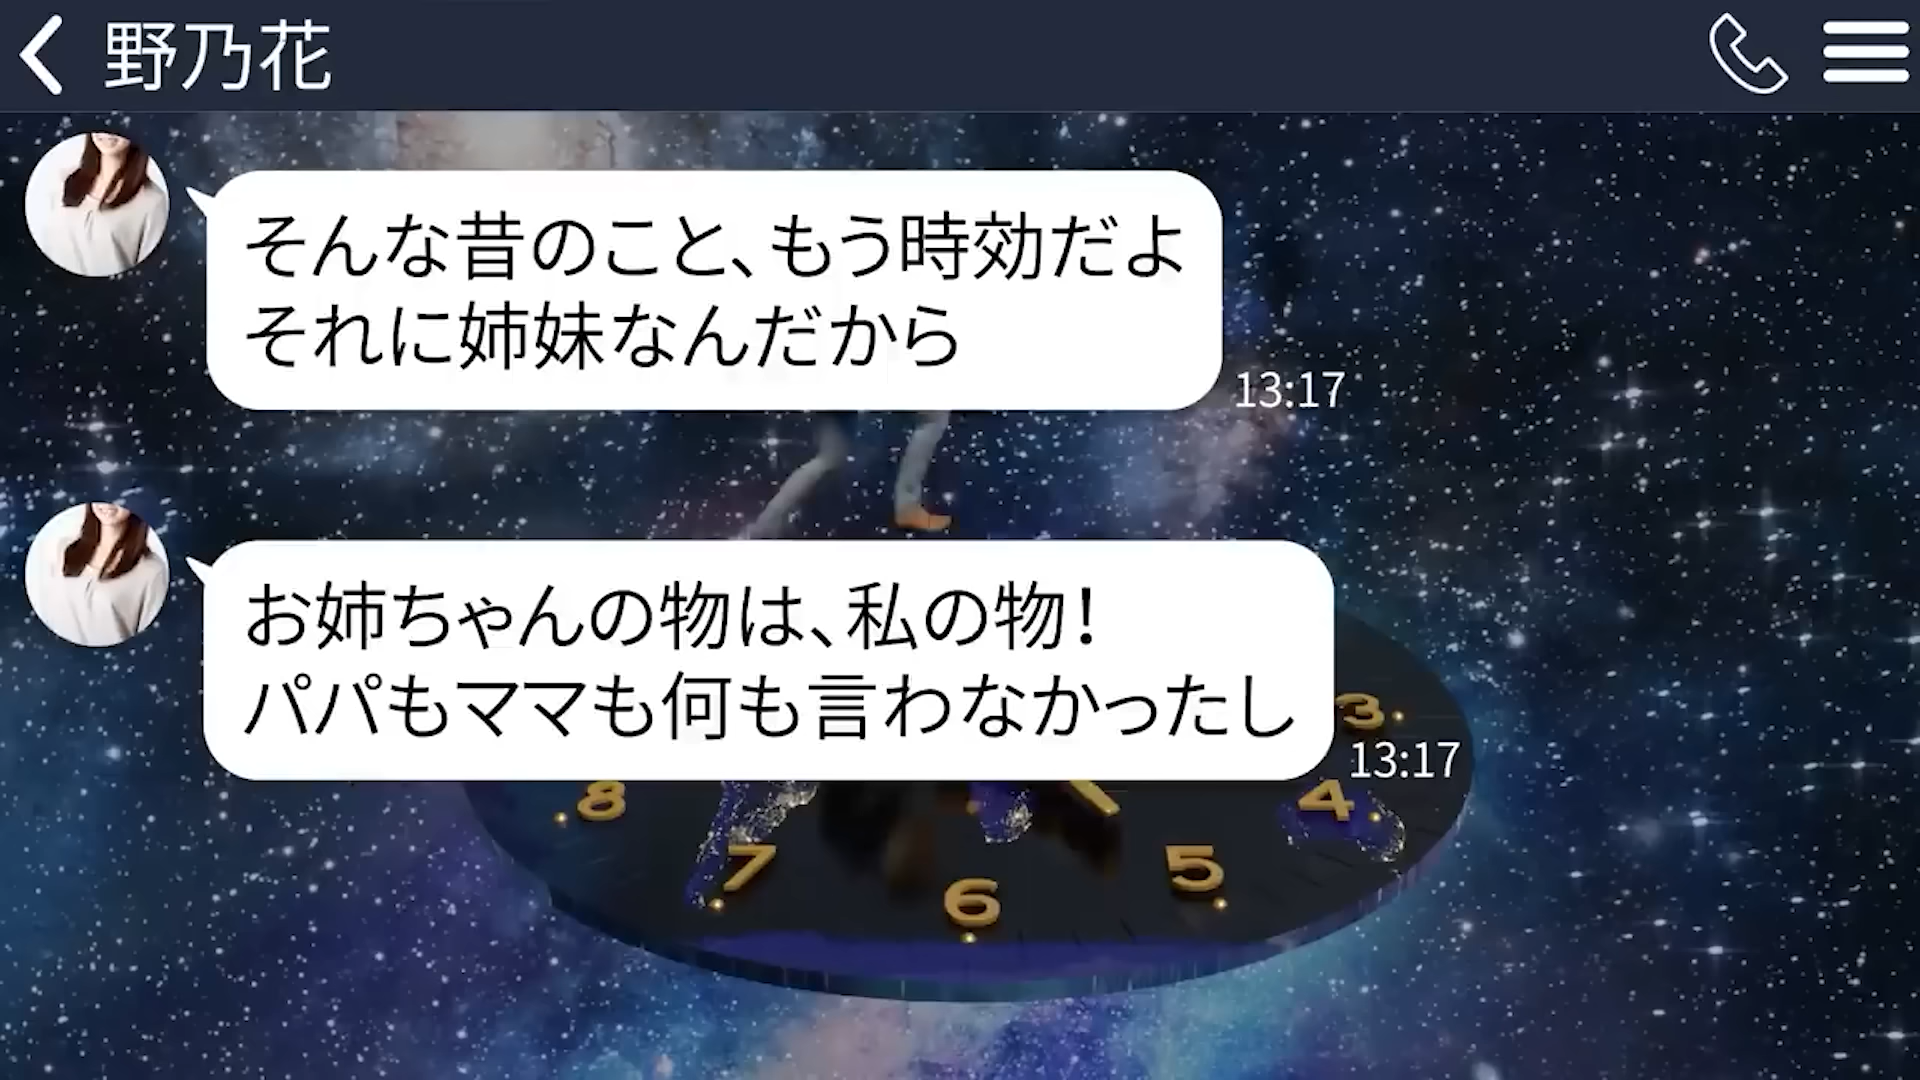 野乃花
そんな昔のこと、もう時効だよ
それに姉妹なんだから
13:17
お姉ちゃんの物は、私の物!
パパもママも何も言わなかったし
13:17
3
8
4
7
5
6